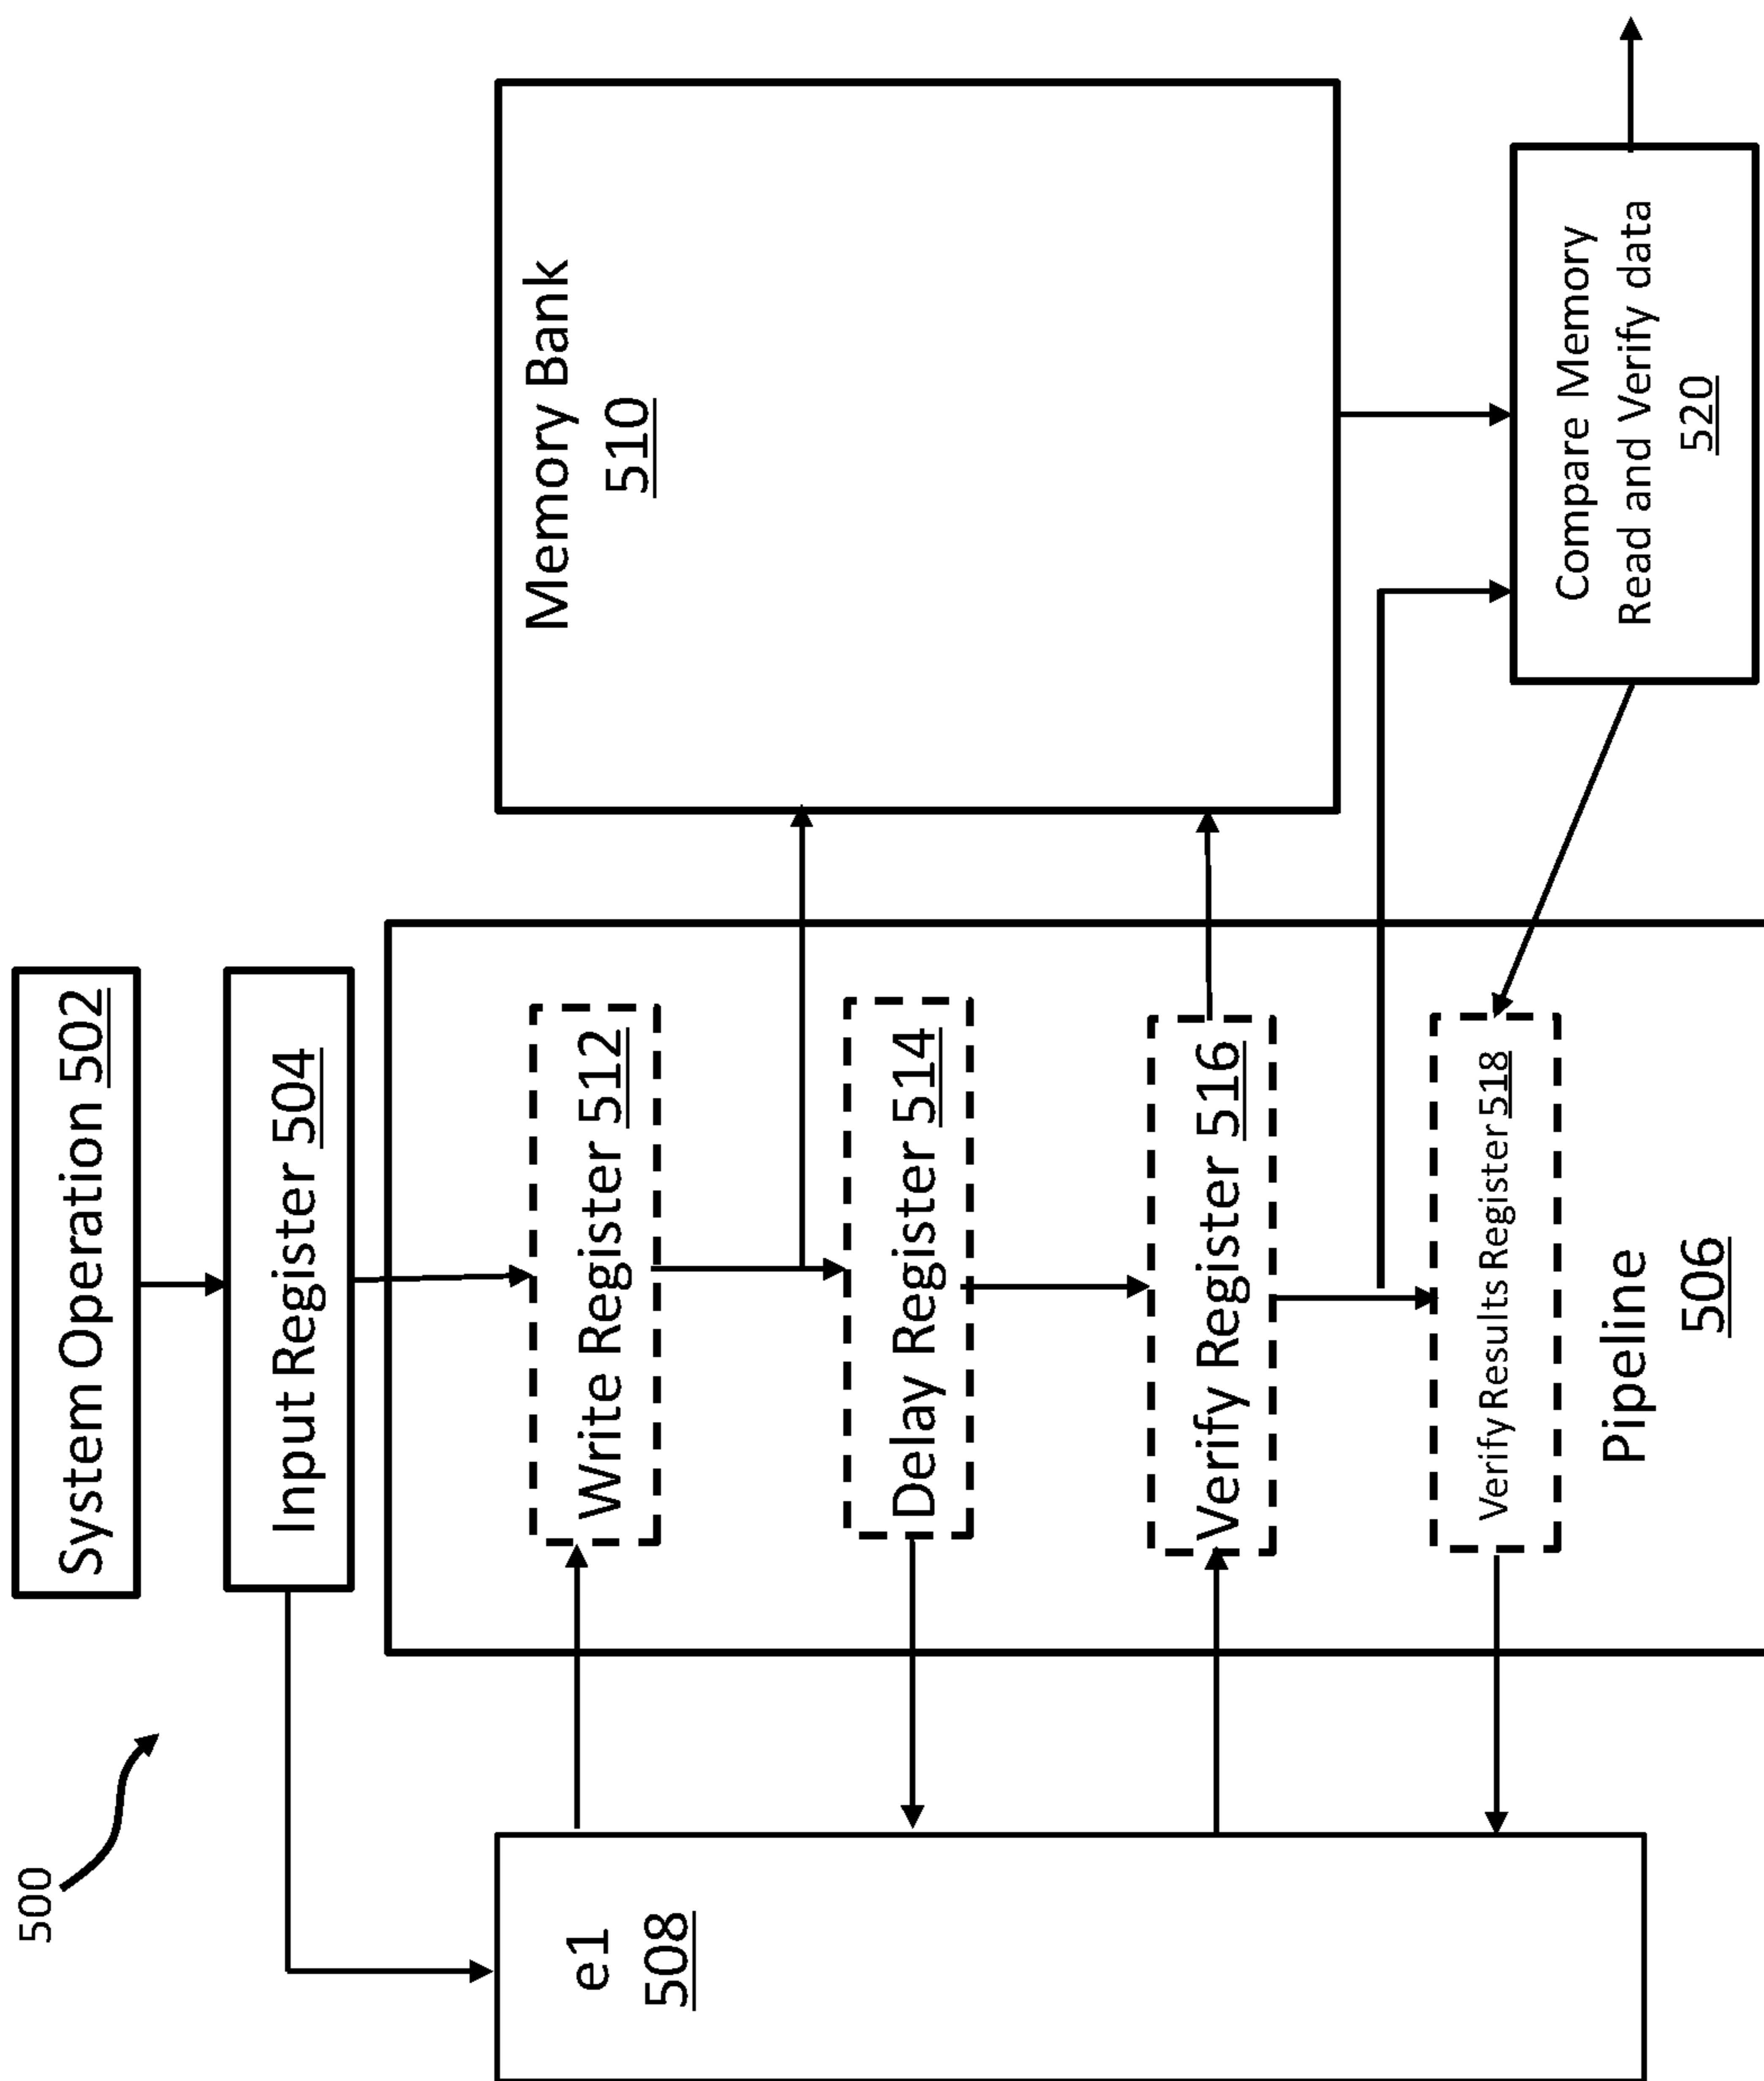 500
System Operation 502
Input Register 504
e1
508
Write Register 512
Delay Register 514
Verify Register 516
Verify Results Register 518
Pipeline
506
Memory Bank
510
Compare Memory
Read and Verify data
520